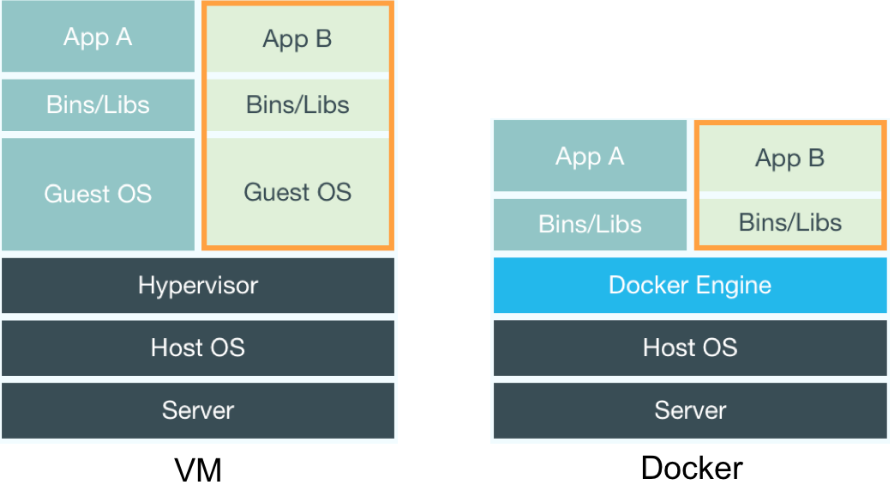 App A
App B
Bins/Libs
Bins/Libs
Guest OS
Guest OS
Hypervisor
Host OS
Server
VM
App A
App B
Bins/Libs
Bins/Libs
Docker Engine
Host OS
Server
Docker